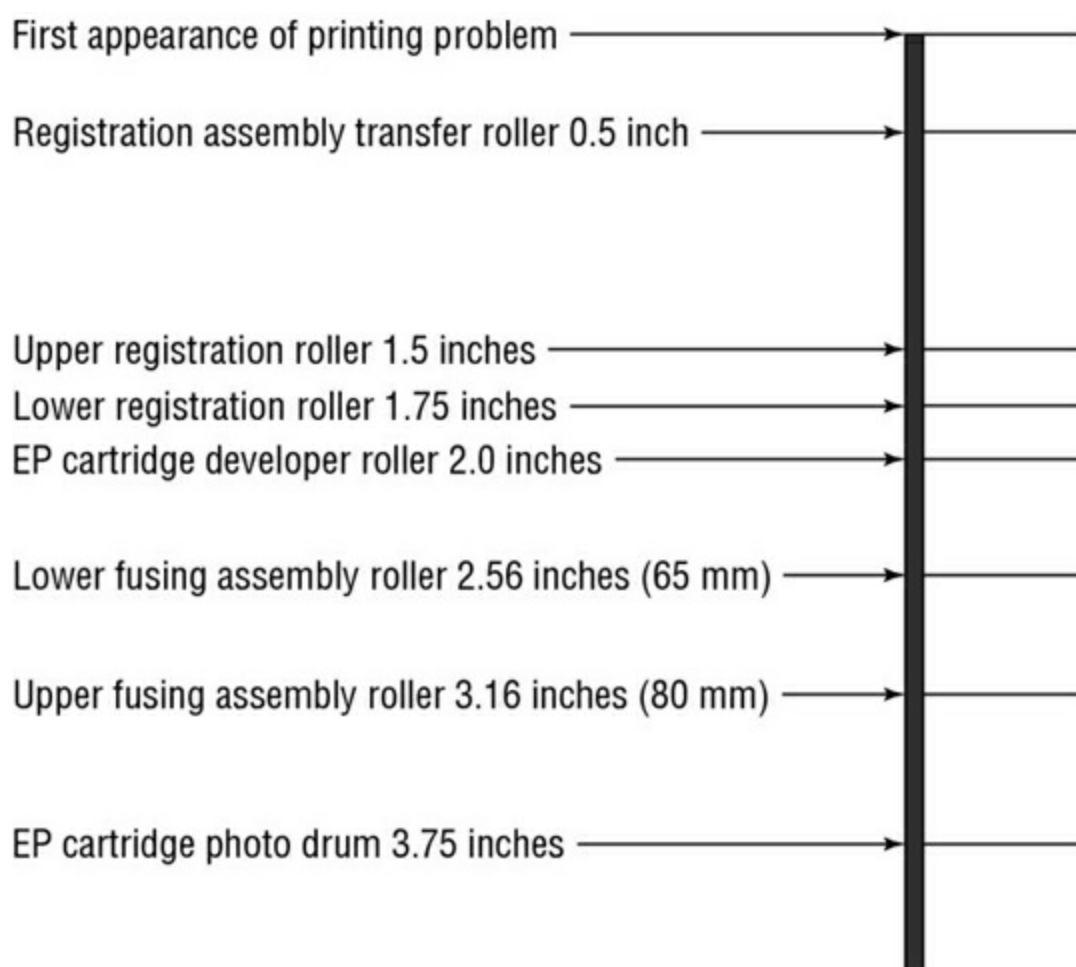 First appearance of printing problem
Registration assembly transfer roller 0.5 inch
Upper registration roller 1.5 inches
Lower registration roller 1.75 inches
EP cartridge developer roller 2.0 inches
Lower fusing assembly roller 2.56 inches (65 mm)
Upper fusing assembly roller 3.16 inches (80 mm)
EP cartridge photo drum 3.75 inches